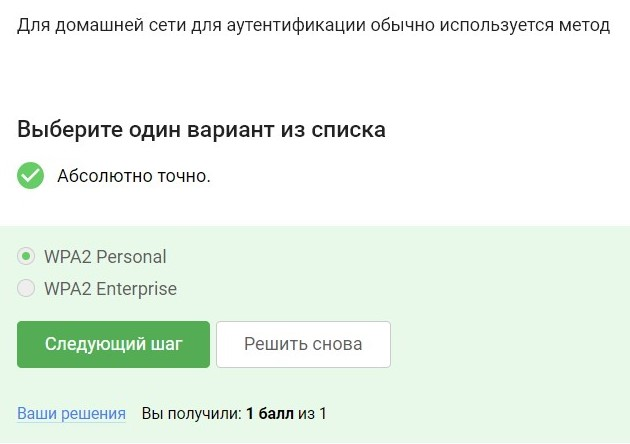 Для домашней сети для аутентификации обычно используется метод
Выберите один вариант из списка
Абсолютно точно.
WPA2 Personal
WPA2 Enterprise
Следующий шаг Решить снова
Ваши решения Вы получили: 1 балл из 1